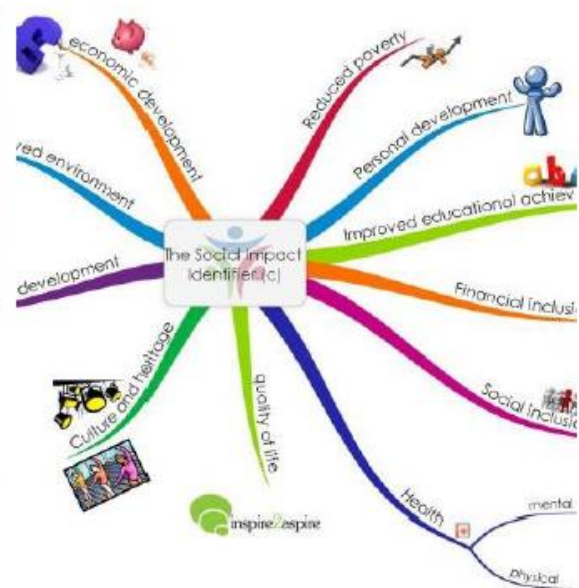 economic development
Reduced poverty
Personal development
Improved educational achiev
Financial inclusi
Social inclusi
Health
mental
physical
quality of life
Culture and heritage
development
ved environment
The Social Impact
Identifier(c)
inspire2aspire